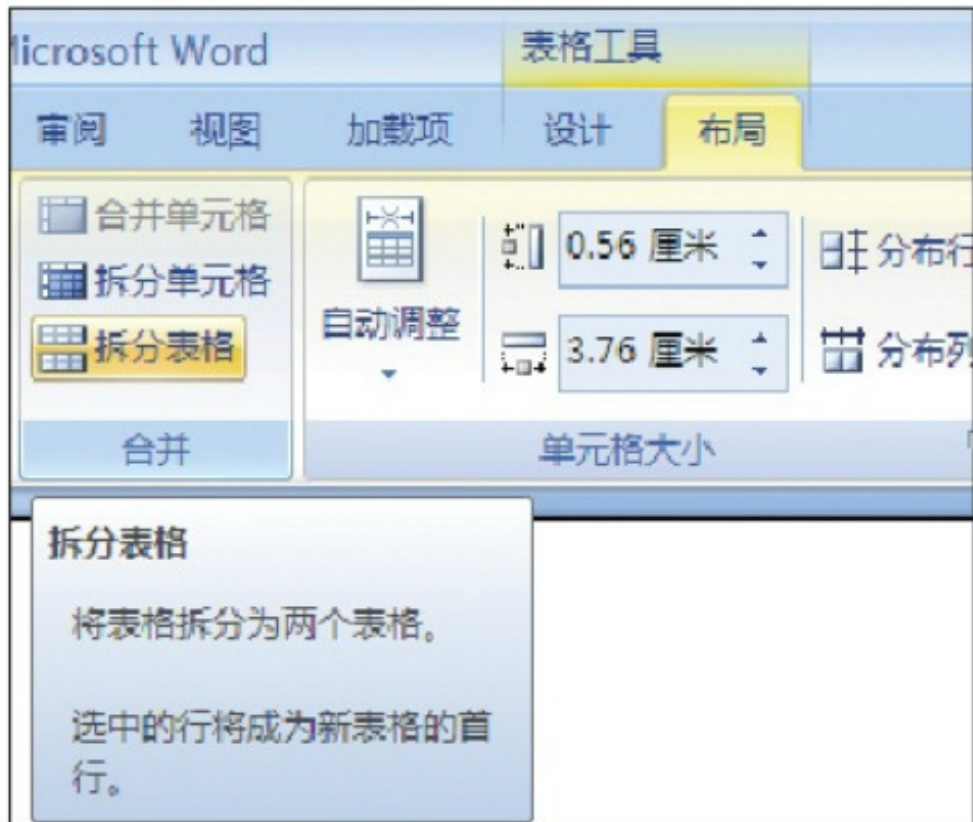 Microsoft Word
表格工具
审阅 视图 加载项 设计 布局
合并单元格
拆分单元格
拆分表格
合并
自动调整
0.56 厘米
3.76 厘米
分布行
分布列
单元格大小
拆分表格
将表格拆分为两个表格。
选中的行将成为新表格的首
行。